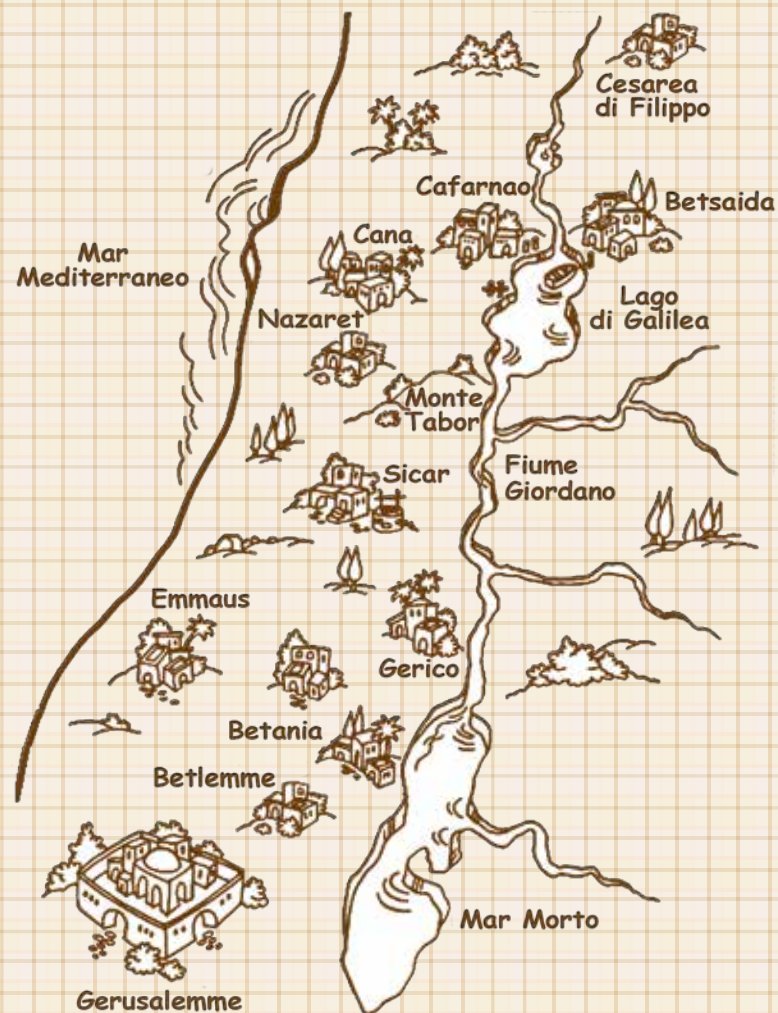 Cesarea
di Filippo
Cafarnao
Betsaida
Cana
Mar
Mediterraneo
Lago
di Galilea
Nazaret
Monte
Tabor
Sicar
Fiume
Giordano
Emmaus
Gerico
Betania
Betlemme
Mar Morto
Gerusalemme